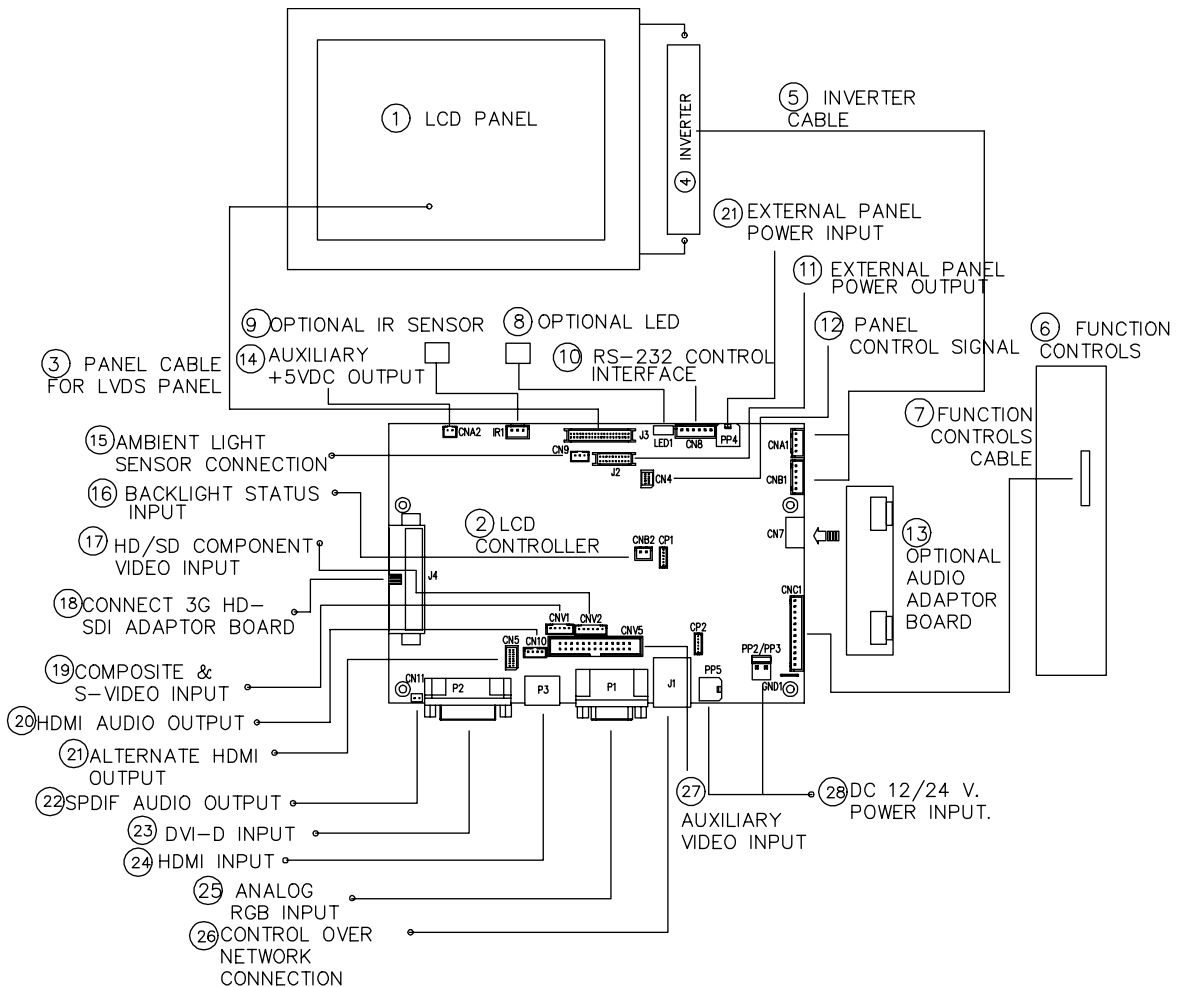 1 LCD PANEL
4 INVERTER
5 INVERTER
CABLE
21 EXTERNAL PANEL
POWER INPUT
11 EXTERNAL PANEL
POWER OUTPUT
12 PANEL
CONTROL SIGNAL
6 FUNCTION
CONTROLS
9 OPTIONAL IR SENSOR
8 OPTIONAL LED
14 AUXILIARY
+5VDC OUTPUT
10 RS-232 CONTROL
INTERFACE
3 PANEL CABLE
FOR LVDS PANEL
7 FUNCTION
CONTROLS
CABLE
15 AMBIENT LIGHT
SENSOR CONNECTION
16 BACKLIGHT STATUS
INPUT
17 HD/SD COMPONENT
VIDEO INPUT
18 CONNECT 3G HD-
SDI ADAPTOR BOARD
19 COMPOSITE &
S-VIDEO INPUT
20 HDMI AUDIO OUTPUT
21 ALTERNATE HDMI
OUTPUT
22 SPDIF AUDIO OUTPUT
23 DVI-D INPUT
24 HDMI INPUT
25 ANALOG
RGB INPUT
26 CONTROL OVER
NETWORK
CONNECTION
27
AUXILIARY
VIDEO INPUT
28 DC 12/24 V.
POWER INPUT.
13
OPTIONAL
AUDIO
ADAPTOR
BOARD
2 LCD
CONTROLLER
CNA2
IR1
J3
LED1
CN8
PP4
CNA1
CN9
J2
CN4
CNB1
CN7
CNB2
CP1
J4
CNC1
CNV1
CNV2
CNV5
CN5
CN10
CP2
PP2/PP3
CN11
P2
P3
P1
J1
PP5
GND1